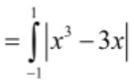 = ∫_{-1}^{1} |x³ − 3x|